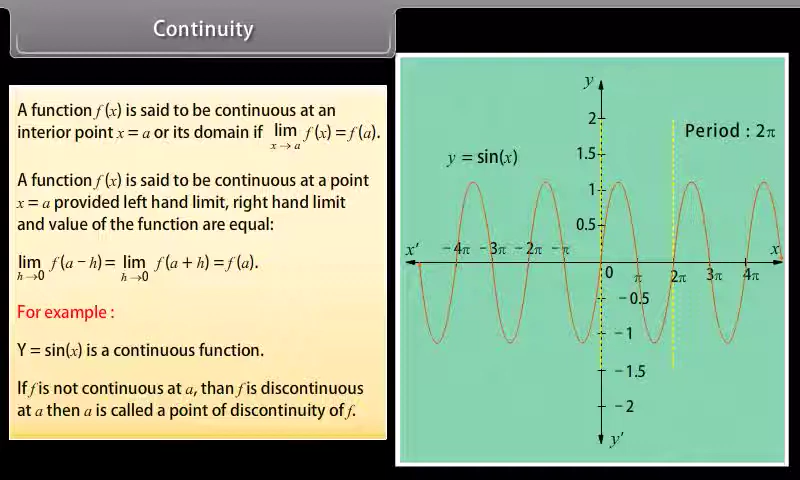 Continuity
A function f (x) is said to be continuous at an
interior point x = a or its domain if lim f (x) = f (a).
x → a
A function f (x) is said to be continuous at a point
x = a provided left hand limit, right hand limit
and value of the function are equal:
lim f (a − h) = lim f (a + h) = f (a).
h →0 h →0
For example :
Y = sin(x) is a continuous function.
If f is not continuous at a, than f is discontinuous
at a then a is called a point of discontinuity of f.
y
2
Period : 2π
1.5
y = sin(x)
1
0.5
x' −4π −3π −2π −π x
0 π 2π 3π 4π
−0.5
−1
−1.5
−2
y'